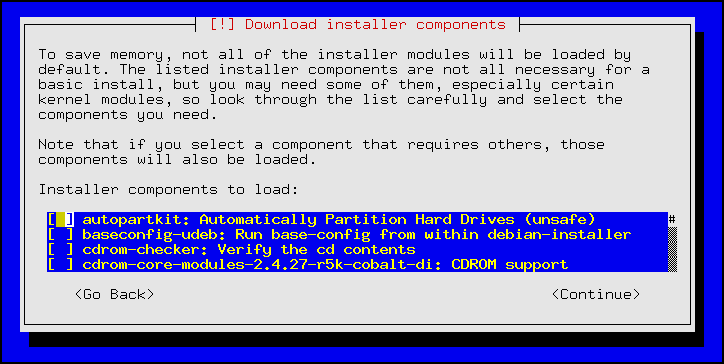 [!] Download installer components
To save memory, not all of the installer modules will be loaded by
default. The listed installer components are not all necessary for a
basic install, but you may need some of them, especially certain
kernel modules, so look through the list carefully and select the
components you need.
Note that if you select a component that requires others, those
components will also be loaded.
Installer components to load:
[ ] autopartkit: Automatically Partition Hard Drives (unsafe) #
[ ] baseconfig-udeb: Run base-config from within debian-installer
[ ] cdrom-checker: Verify the cd contents
[ ] cdrom-core-modules-2.4.27-r5k-cobalt-di: CDROM support
<Go Back> <Continue>